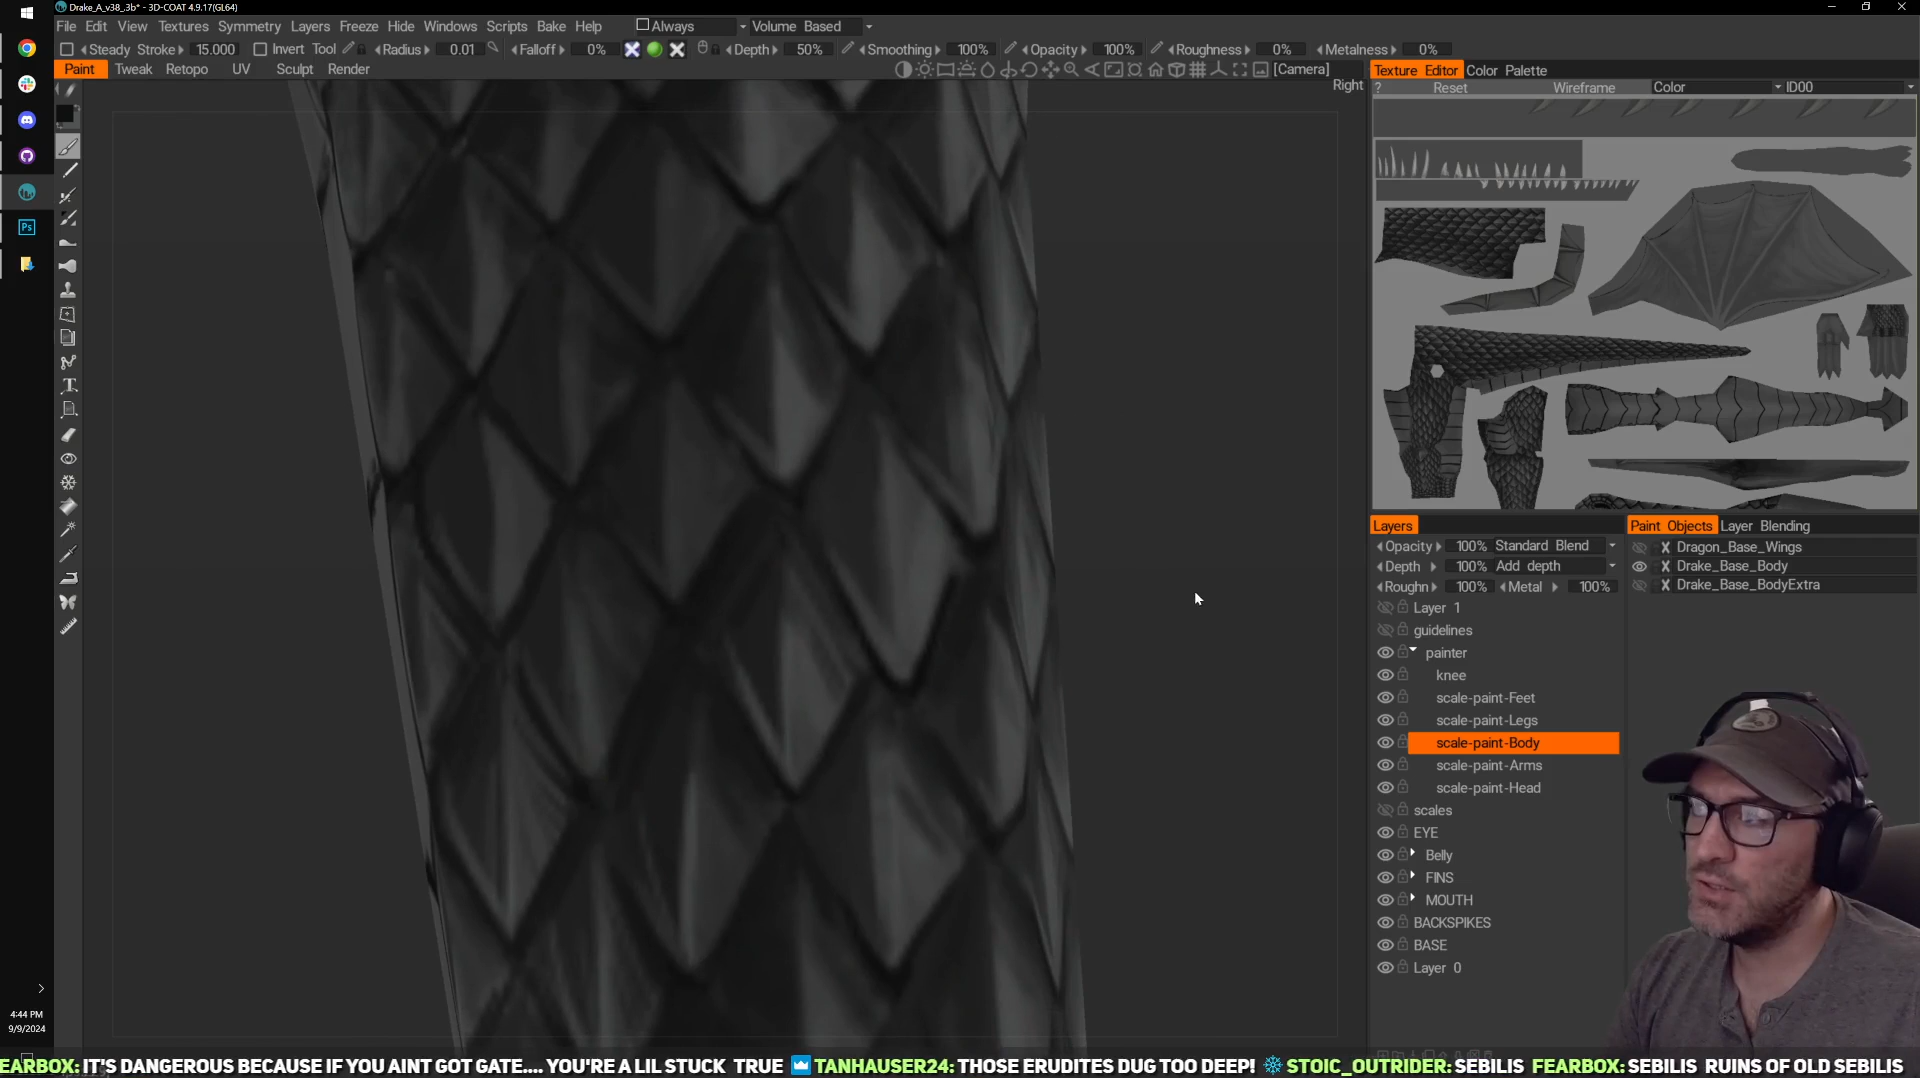 Drake_A_v38_.3b* - 3D-COAT 4.9.17(GL64)
File Edit View Textures Symmetry Layers Freeze Hide Windows Scripts Bake Help Always Volume Based
Steady Stroke 15.000 Invert Tool Radius 0.01 Falloff 0% Depth 50% Smoothing 100% Opacity 100% Roughness 0% Metalness 0%
Paint Tweak Retopo UV Sculpt Render [Camera]
Right
Texture Editor Color Palette
? Reset Wireframe Color ID00
Ps
Layers
Opacity 100% Standard Blend
Depth 100% Add depth
Roughn 100% Metal 100%
Layer 1
guidelines
painter
knee
scale-paint-Feet
scale-paint-Legs
scale-paint-Body
scale-paint-Arms
scale-paint-Head
scales
EYE
Belly
FINS
MOUTH
BACKSPIKES
BASE
Layer 0
Paint Objects Layer Blending
Dragon_Base_Wings
Drake_Base_Body
Drake_Base_BodyExtra
4:44 PM
9/9/2024
EARBOX: IT'S DANGEROUS BECAUSE IF YOU AINT GOT GATE.... YOU'RE A LIL STUCK TRUE TANHAUSER24: THOSE ERUDITES DUG TOO DEEP! STOIC_OUTRIDER: SEBILIS FEARBOX: SEBILIS RUINS OF OLD SEBILIS